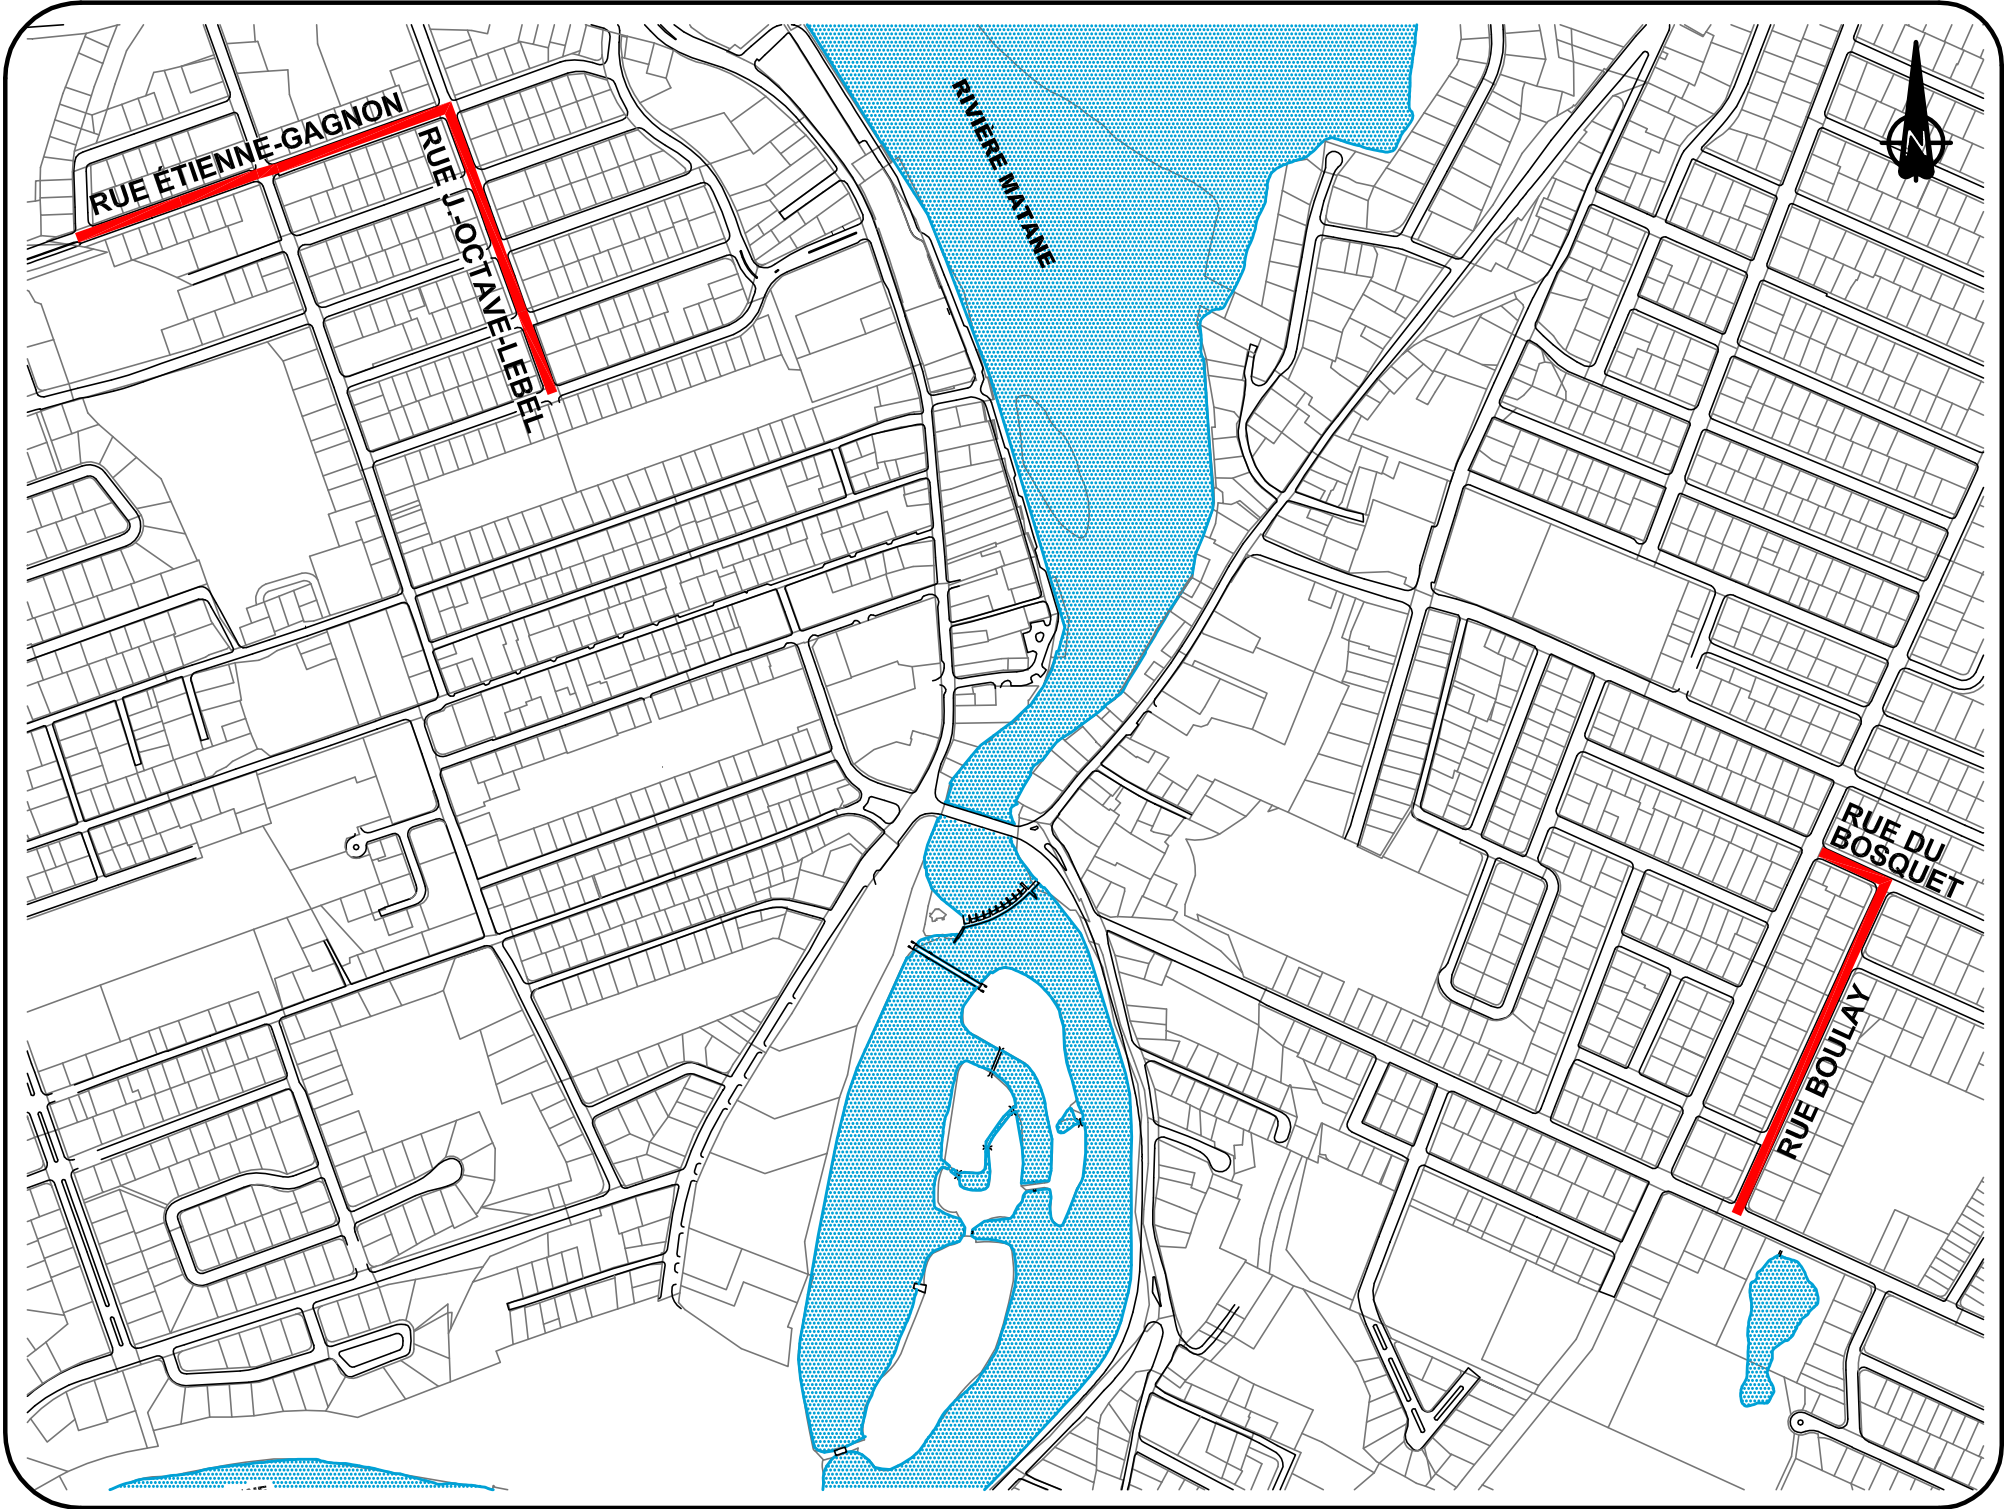 RUE ÉTIENNE-GAGNON
RUE J.-OCTAVE-LEBEL
RIVIÈRE MATANE
N
RUE DU
BOSQUET
RUE BOULAY